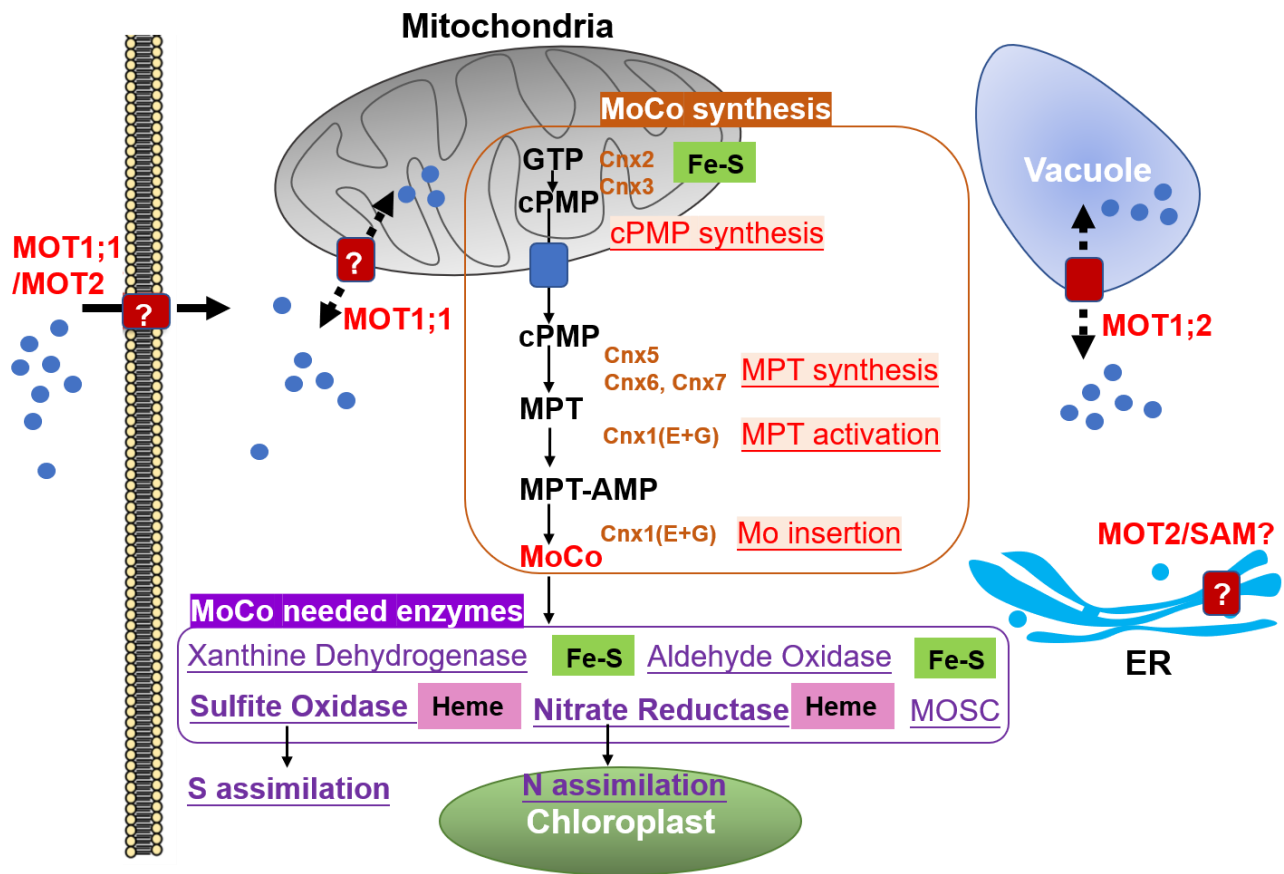 Mitochondria
MoCo synthesis
GTP
Cnx2
Cnx3
Fe-S
cPMP
cPMP synthesis
Vacuole
MOT1;1
/MOT2
?
?
MOT1;1
MOT1;2
cPMP
Cnx5
Cnx6, Cnx7
MPT synthesis
MPT
Cnx1(E+G)
MPT activation
MPT-AMP
Cnx1(E+G)
Mo insertion
MoCo
MOT2/SAM?
?
ER
MoCo needed enzymes
Xanthine Dehydrogenase Fe-S Aldehyde Oxidase Fe-S
Sulfite Oxidase Heme Nitrate Reductase Heme MOSC
S assimilation
N assimilation
Chloroplast